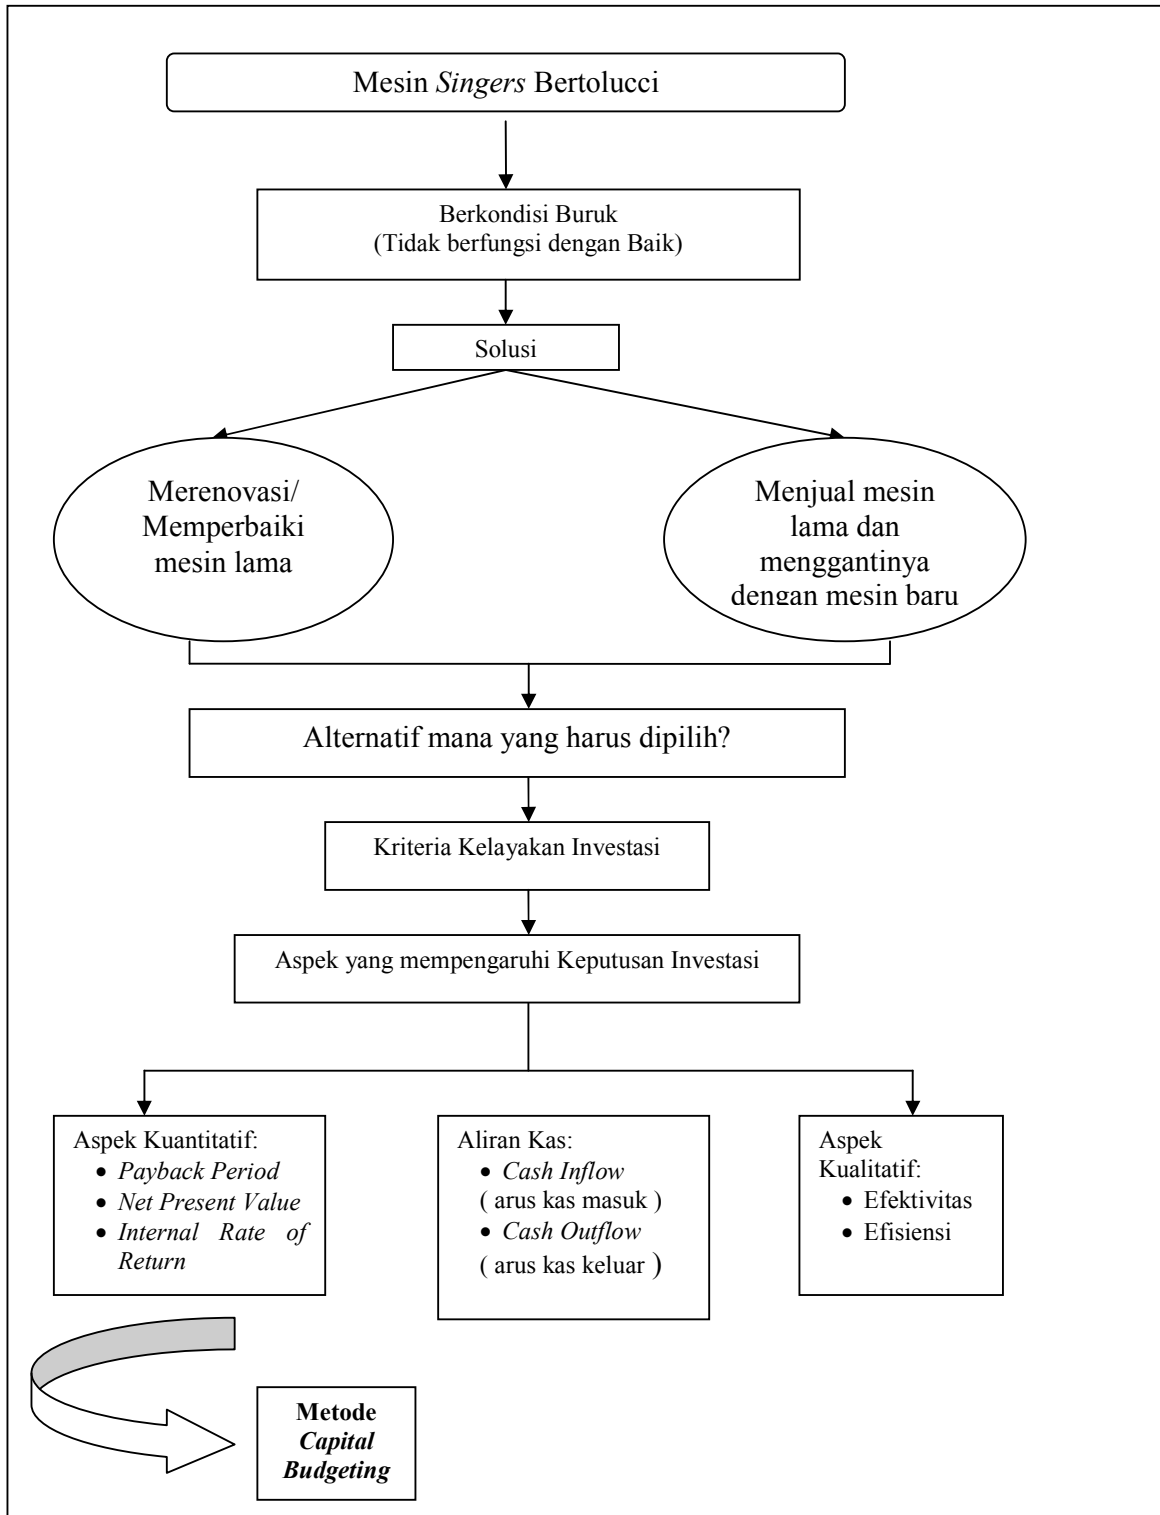 Mesin Singers Bertolucci
Berkondisi Buruk
(Tidak berfungsi dengan Baik)
Solusi
Merenovasi/
Memperbaiki
mesin lama
Menjual mesin
lama dan
menggantinya
dengan mesin baru
Alternatif mana yang harus dipilih?
Kriteria Kelayakan Investasi
Aspek yang mempengaruhi Keputusan Investasi
Aspek Kuantitatif:
• Payback Period
• Net Present Value
• Internal Rate of
Return
Aliran Kas:
• Cash Inflow
( arus kas masuk )
• Cash Outflow
( arus kas keluar )
Aspek
Kualitatif:
• Efektivitas
• Efisiensi
Metode
Capital
Budgeting